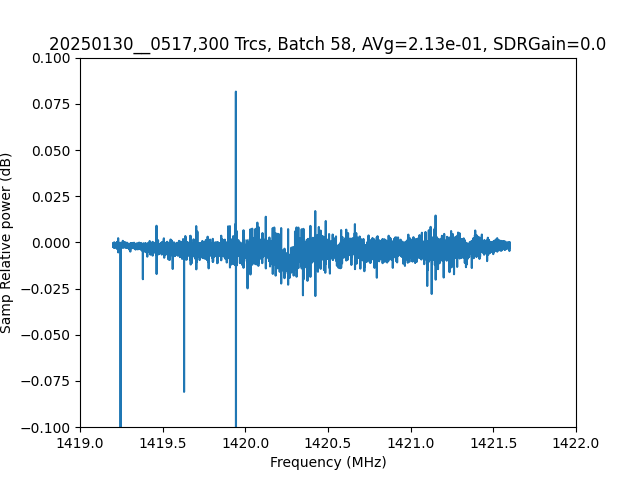 20250130__0517,300 Trcs, Batch 58, AVg=2.13e-01, SDRGain=0.0
0.100
0.075
0.050
0.025
0.000
−0.025
−0.050
−0.075
−0.100
Samp Relative power (dB)
1419.0 1419.5 1420.0 1420.5 1421.0 1421.5 1422.0
Frequency (MHz)